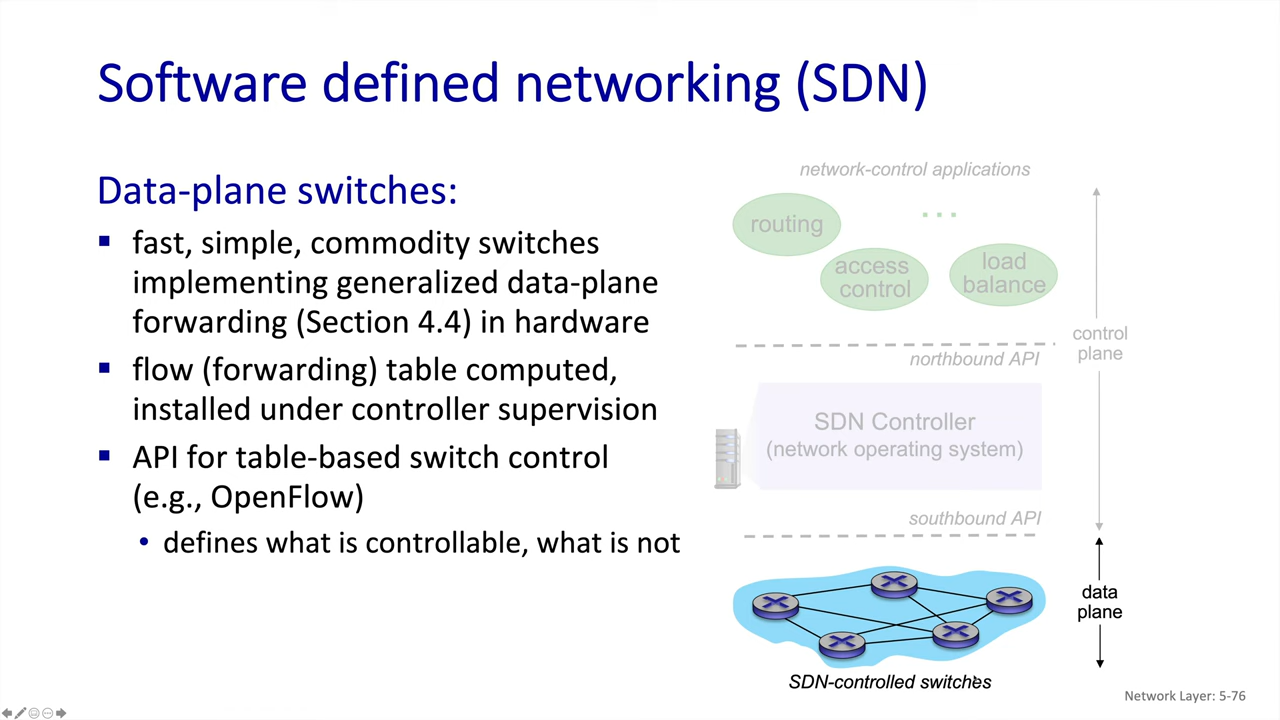 Software defined networking (SDN)
Data-plane switches:
fast, simple, commodity switches
implementing generalized data-plane
forwarding (Section 4.4) in hardware
flow (forwarding) table computed,
installed under controller supervision
API for table-based switch control
(e.g., OpenFlow)
defines what is controllable, what is not
network-control applications
routing
...
access
control
load
balance
control
plane
northbound API
SDN Controller
(network operating system)
southbound API
data
plane
SDN-controlled switches
Network Layer: 5-76